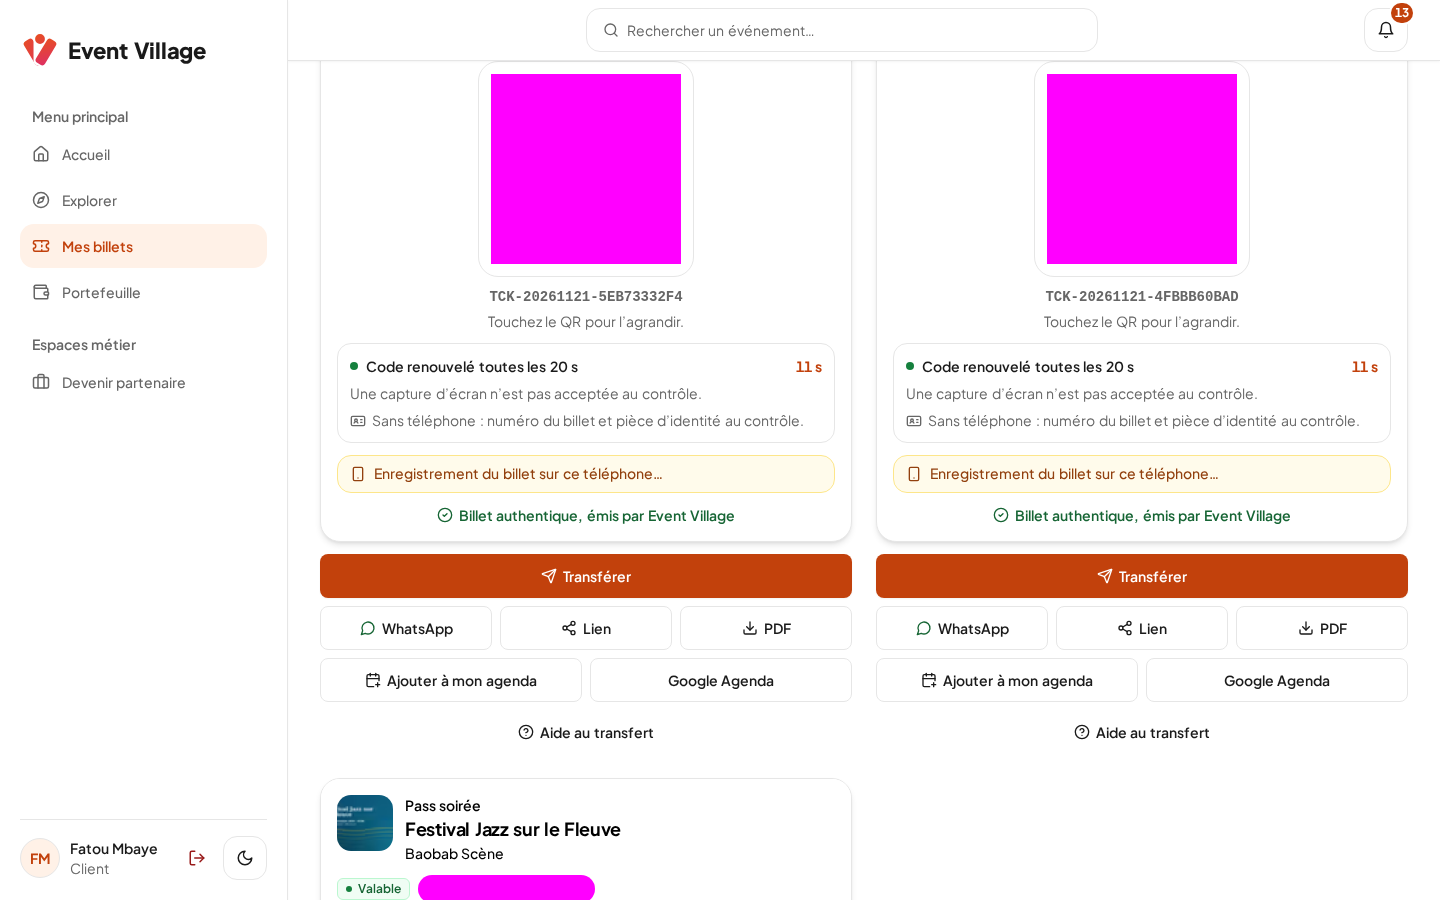 Event Village
Rechercher un événement…
13
Menu principal
Accueil
Explorer
Mes billets
Portefeuille
Espaces métier
Devenir partenaire
FM
Fatou Mbaye
Client
TCK-20261121-5EB73332F4
Touchez le QR pour l’agrandir.
Code renouvelé toutes les 20 s
11 s
Une capture d’écran n’est pas acceptée au contrôle.
Sans téléphone : numéro du billet et pièce d’identité au contrôle.
Enregistrement du billet sur ce téléphone…
Billet authentique, émis par Event Village
Transférer
WhatsApp
Lien
PDF
Ajouter à mon agenda
Google Agenda
Aide au transfert
TCK-20261121-4FBBB60BAD
Touchez le QR pour l’agrandir.
Code renouvelé toutes les 20 s
11 s
Une capture d’écran n’est pas acceptée au contrôle.
Sans téléphone : numéro du billet et pièce d’identité au contrôle.
Enregistrement du billet sur ce téléphone…
Billet authentique, émis par Event Village
Transférer
WhatsApp
Lien
PDF
Ajouter à mon agenda
Google Agenda
Aide au transfert
Pass soirée
Festival Jazz sur le Fleuve
Baobab Scène
Valable